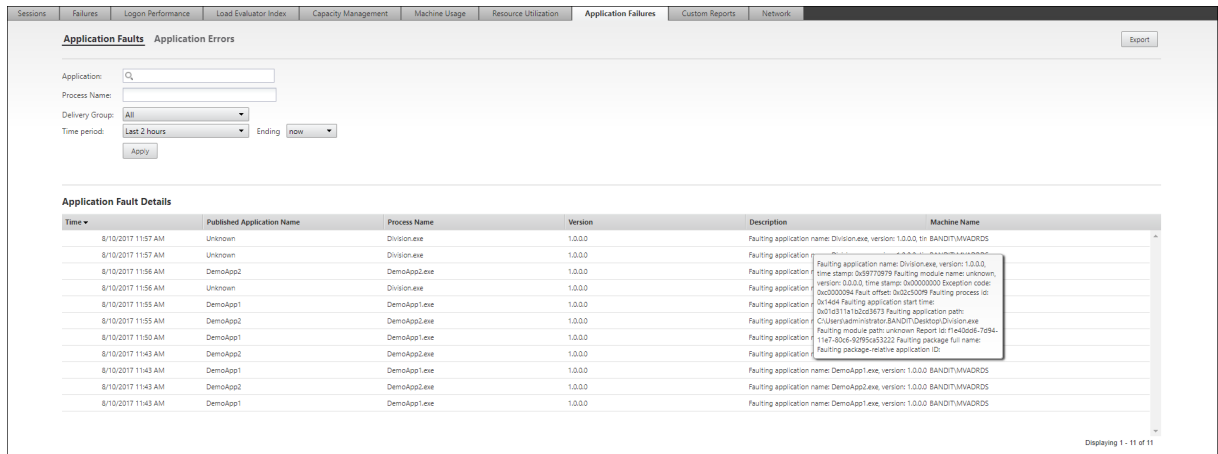 Sessions Failures Logon Performance Load Evaluator Index Capacity Management Machine Usage Resource Utilization Application Failures Custom Reports Network
Application Faults Application Errors Export
Application:
Process Name:
Delivery Group: All
Time period: Last 2 hours Ending now
Apply
Application Fault Details
Time Published Application Name Process Name Version Description Machine Name
8/10/2017 11:57 AM Unknown Division.exe 1.0.0.0 Faulting application name: Division.exe, version: 1.0.0.0, tir BANDIT\MVADRDS
8/10/2017 11:57 AM Unknown Division.exe 1.0.0.0 Faulting application
8/10/2017 11:56 AM DemoApp2 DemoApp2.exe 1.0.0.0 Faulting application
8/10/2017 11:56 AM Unknown Division.exe 1.0.0.0 Faulting application
8/10/2017 11:55 AM DemoApp1 DemoApp1.exe 1.0.0.0 Faulting application
8/10/2017 11:55 AM DemoApp2 DemoApp2.exe 1.0.0.0 Faulting application
8/10/2017 11:50 AM DemoApp1 DemoApp1.exe 1.0.0.0 Faulting application
8/10/2017 11:43 AM DemoApp2 DemoApp2.exe 1.0.0.0 Faulting application
8/10/2017 11:43 AM DemoApp1 DemoApp1.exe 1.0.0.0 Faulting application name: DemoApp1.exe, version: 1.0.0.0 BANDIT\MVADRDS
8/10/2017 11:43 AM DemoApp2 DemoApp2.exe 1.0.0.0 Faulting application name: DemoApp2.exe, version: 1.0.0.0 BANDIT\MVADRDS
8/10/2017 11:43 AM DemoApp1 DemoApp1.exe 1.0.0.0 Faulting application name: DemoApp1.exe, version: 1.0.0.0 BANDIT\MVADRDS
Faulting application name: Division.exe, version: 1.0.0.0,
time stamp: 0x59770979 Faulting module name: unknown,
version: 0.0.0.0, time stamp: 0x00000000 Exception code:
0xc0000094 Fault offset: 0x02c500f9 Faulting process id:
0x14d4 Faulting application start time:
0x01d311a1b2cd3673 Faulting application path:
C:\Users\administrator.BANDIT\Desktop\Division.exe
Faulting module path: unknown Report Id: f1e40dd6-7d94-
11e7-80c6-92f95ca53222 Faulting package full name:
Faulting package-relative application ID:
Displaying 1 - 11 of 11